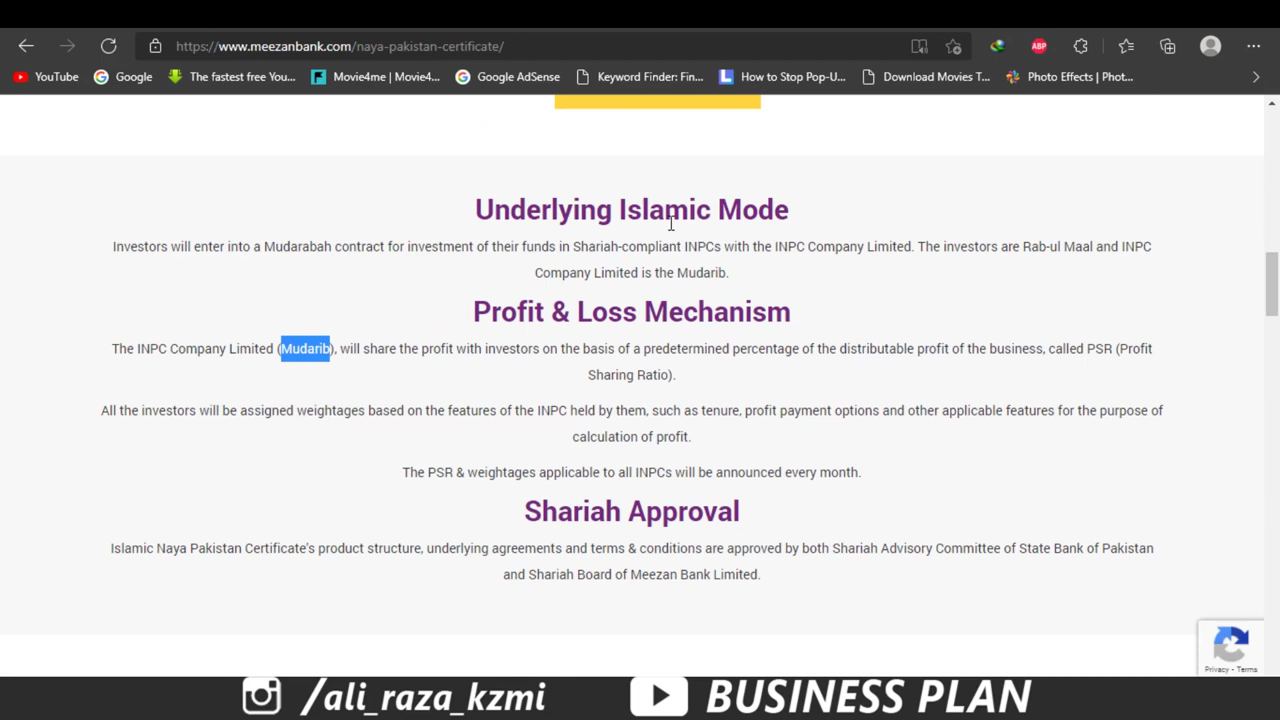 https://www.meezanbank.com/naya-pakistan-certificate/
ABP
YouTube
Google
The fastest free You...
Movie4me | Movie4...
Google AdSense
Keyword Finder: Fin...
How to Stop Pop-U...
Download Movies T...
Photo Effects | Phot...
Underlying Islamic Mode
Investors will enter into a Mudarabah contract for investment of their funds in Shariah-compliant INPCs with the INPC Company Limited. The investors are Rab-ul Maal and INPC
Company Limited is the Mudarib.
Profit & Loss Mechanism
The INPC Company Limited (Mudarib), will share the profit with investors on the basis of a predetermined percentage of the distributable profit of the business, called PSR (Profit
Sharing Ratio).
All the investors will be assigned weightages based on the features of the INPC held by them, such as tenure, profit payment options and other applicable features for the purpose of
calculation of profit.
The PSR & weightages applicable to all INPCs will be announced every month.
Shariah Approval
Islamic Naya Pakistan Certificate's product structure, underlying agreements and terms & conditions are approved by both Shariah Advisory Committee of State Bank of Pakistan
and Shariah Board of Meezan Bank Limited.
Privacy - Terms
/ali_raza_kzmi
BUSINESS PLAN